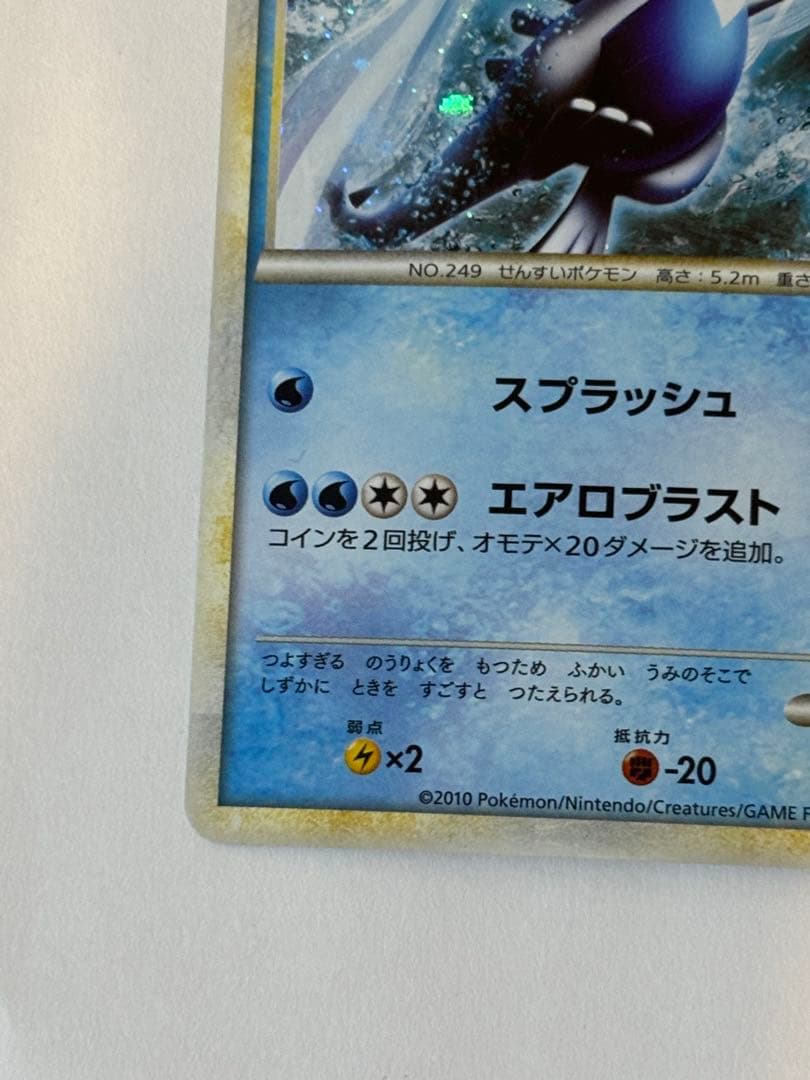 NO.249 せんすいポケモン 高さ：5.2m 重さ
スプラッシュ
エアロブラスト
コインを2回投げ、オモテ×20ダメージを追加。
つよすぎる のうりょくを もつため ふかい うみのそこで
しずかに ときを すごすと つたえられる。
弱点
×2
抵抗力
-20
©2010 Pokémon/Nintendo/Creatures/GAME F